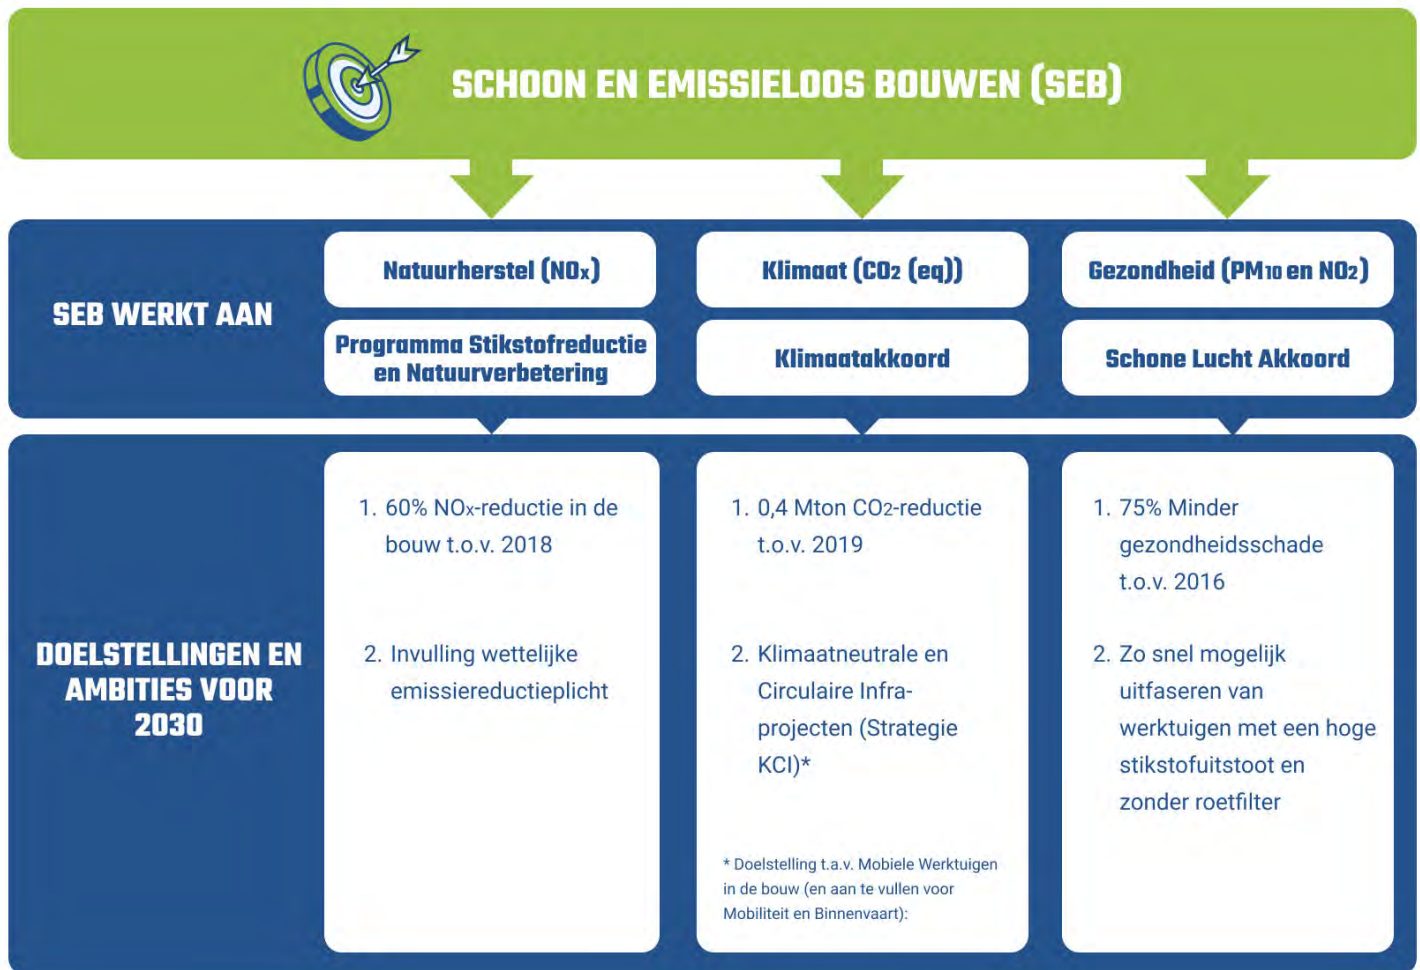 SCHOON EN EMISSIELOOS BOUWEN (SEB)
SEB WERKT AAN
Natuurherstel (NOx)
Programma Stikstofreductie
en Natuurverbetering
Klimaat (CO2 (eq))
Klimaatakkoord
Gezondheid (PM10 en NO2)
Schone Lucht Akkoord
DOELSTELLINGEN EN
AMBITIES VOOR
2030
1. 60% NOx-reductie in de
bouw t.o.v. 2018
2. Invulling wettelijke
emissiereductieplicht
1. 0,4 Mton CO2-reductie
t.o.v. 2019
2. Klimaatneutrale en
Circulaire Infra-
projecten (Strategie
KCI)*
* Doelstelling t.a.v. Mobiele Werktuigen
in de bouw (en aan te vullen voor
Mobiliteit en Binnenvaart):
1. 75% Minder
gezondheidsschade
t.o.v. 2016
2. Zo snel mogelijk
uitfaseren van
werktuigen met een hoge
stikstofuitstoot en
zonder roetfilter